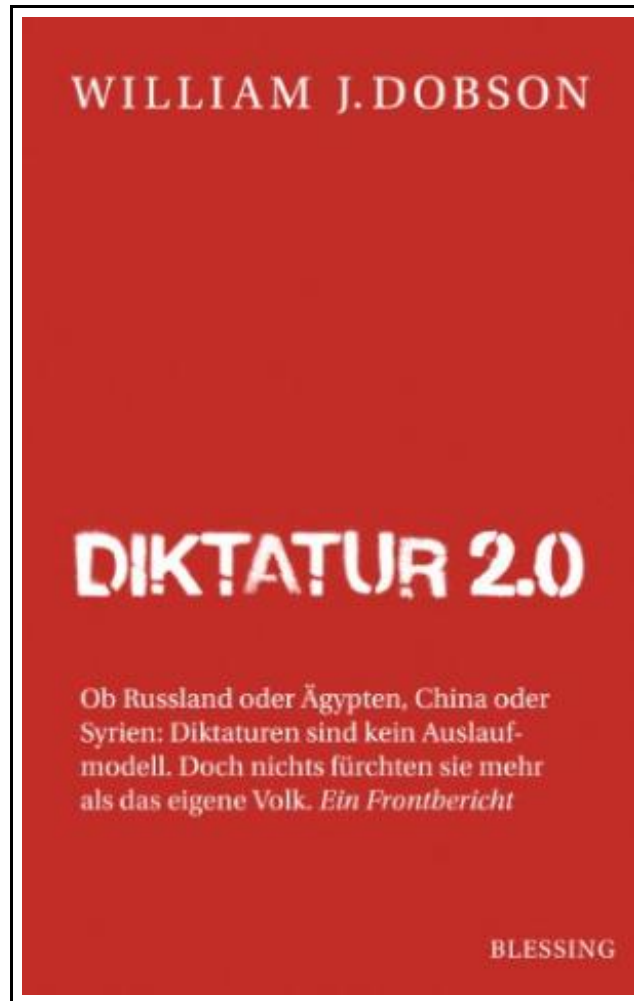 WILLIAM J. DOBSON
DIKTATUR 2.0
Ob Russland oder Ägypten, China oder
Syrien: Diktaturen sind kein Auslauf-
modell. Doch nichts fürchten sie mehr
als das eigene Volk. Ein Frontbericht
BLESSING